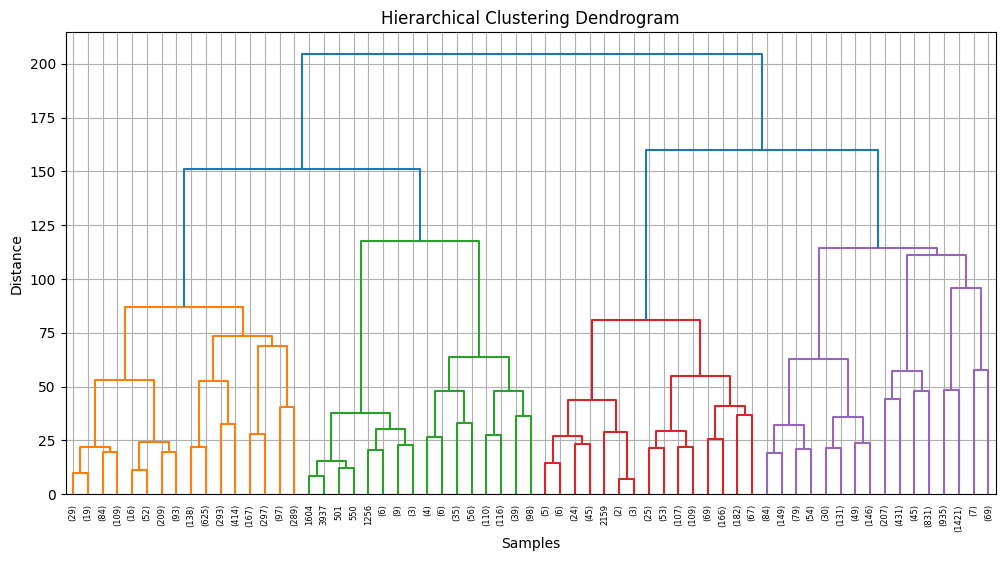 Hierarchical Clustering Dendrogram
200
175
150
125
100
75
50
25
0
Distance
(29) (19) (84) (109) (16) (52) (209) (93) (138) (625) (293) (414) (167) (297) (97) (289) 1604 3937 501 550 1256 (6) (9) (3) (4) (6) (35) (56) (110) (116) (39) (98) (5) (6) (24) (45) 2159 (2) (3) (25) (53) (107) (109) (69) (166) (182) (67) (84) (149) (79) (54) (30) (131) (49) (146) (207) (431) (45) (831) (935) (1421) (7) (69)
Samples